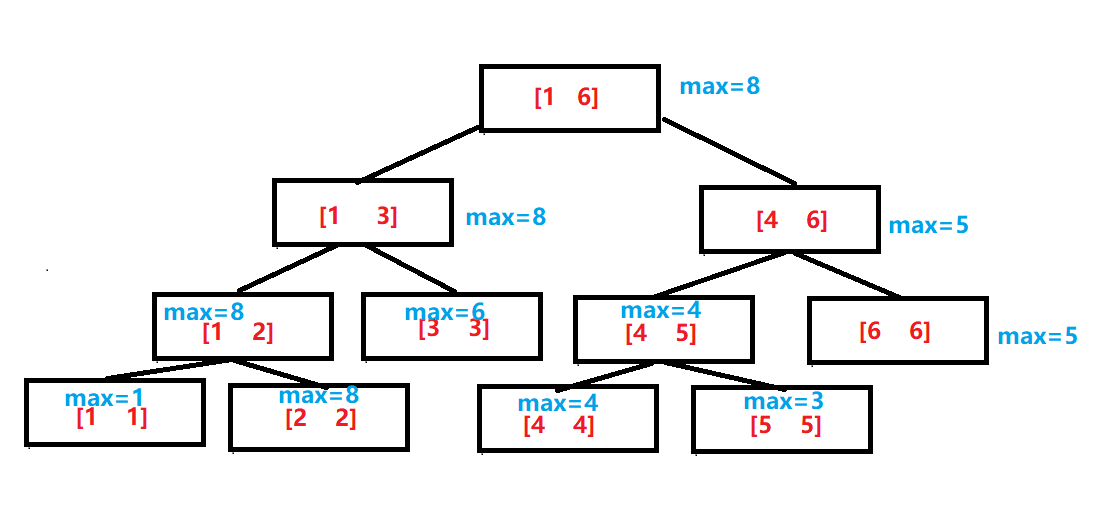 [1 6] max=8
[1 3] max=8
[4 6] max=5
max=8
[1 2]
max=6
[3 3]
max=4
[4 5]
[6 6] max=5
max=1
[1 1]
max=8
[2 2]
max=4
[4 4]
max=3
[5 5]